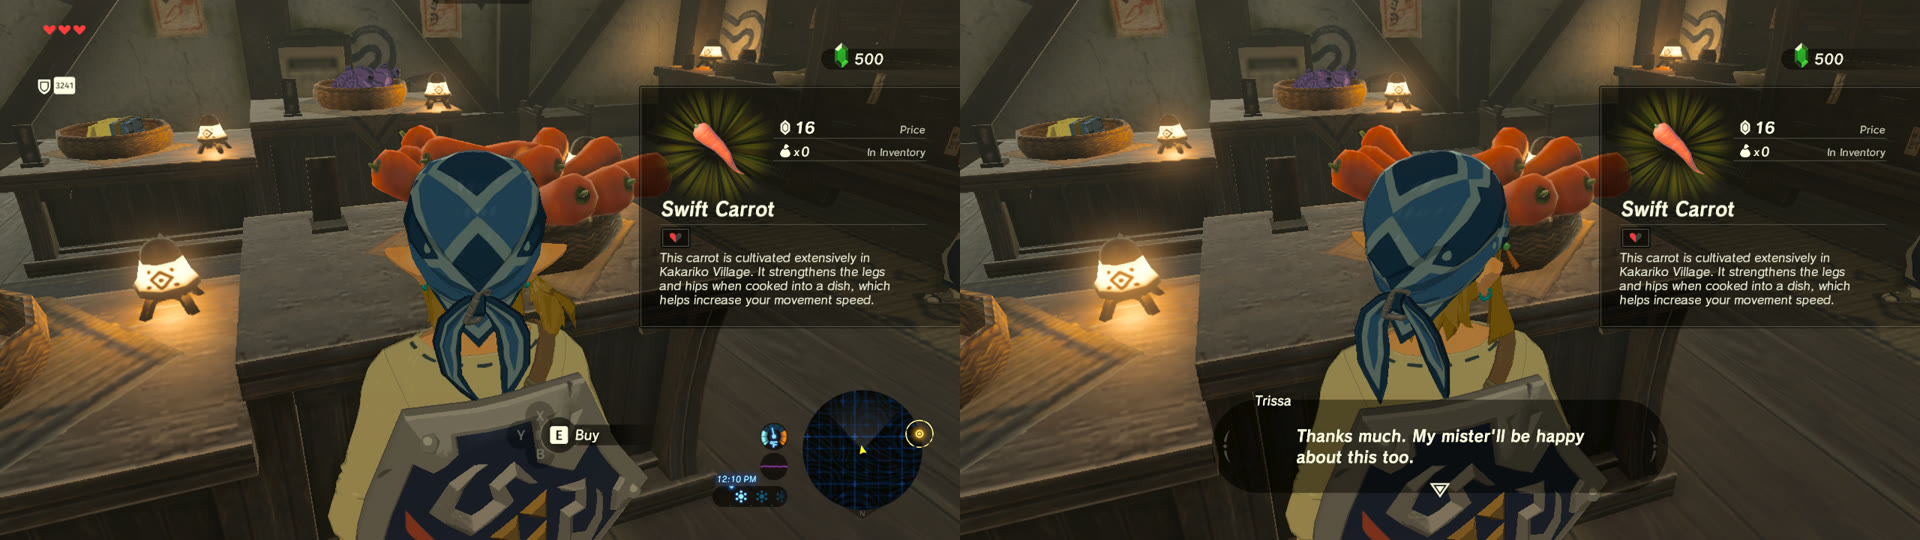 3241
500
16 Price
x0 In Inventory
Swift Carrot
This carrot is cultivated extensively in
Kakariko Village. It strengthens the legs
and hips when cooked into a dish, which
helps increase your movement speed.
X
Y
E Buy
B
12:10 PM
N
500
16 Price
x0 In Inventory
Swift Carrot
This carrot is cultivated extensively in
Kakariko Village. It strengthens the legs
and hips when cooked into a dish, which
helps increase your movement speed.
Trissa
Thanks much. My mister'll be happy
about this too.